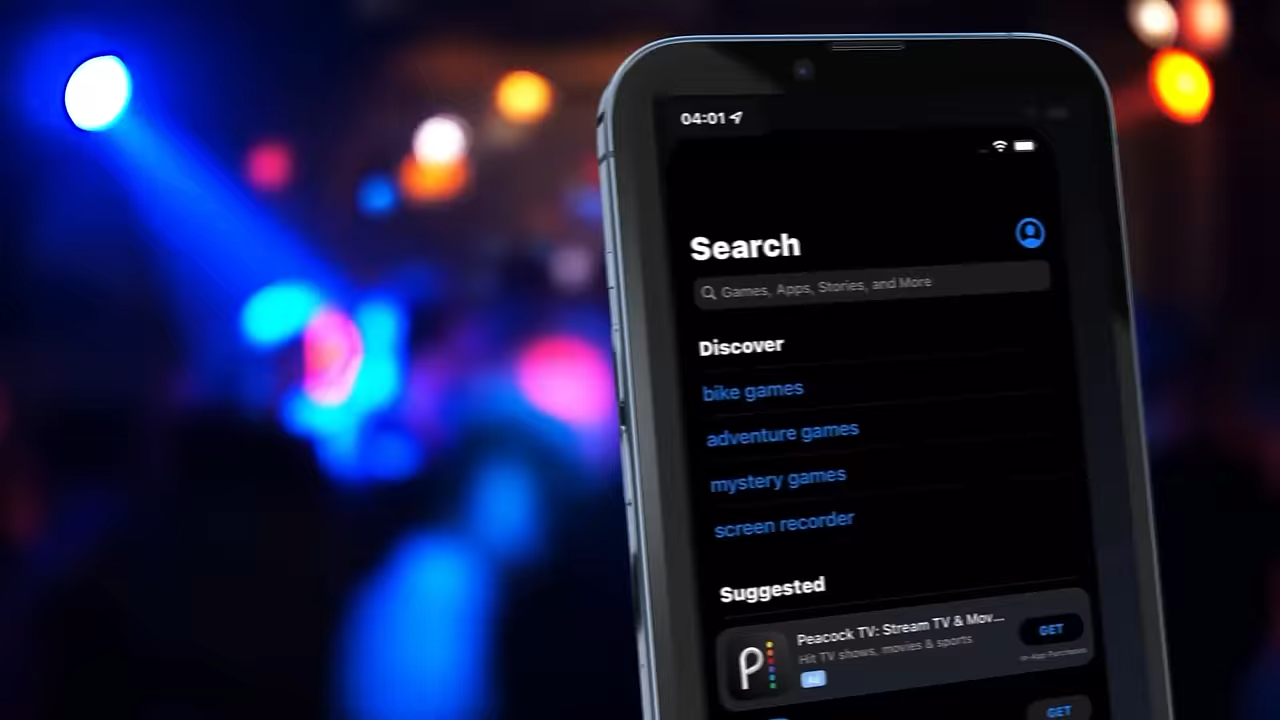 04:01
Search
Games, Apps, Stories, and More
Discover
bike games
adventure games
mystery games
screen recorder
Suggested
Peacock TV: Stream TV & Mov...
GET
Hit TV shows, movies & sports
In-App Purchases
Ad
GET